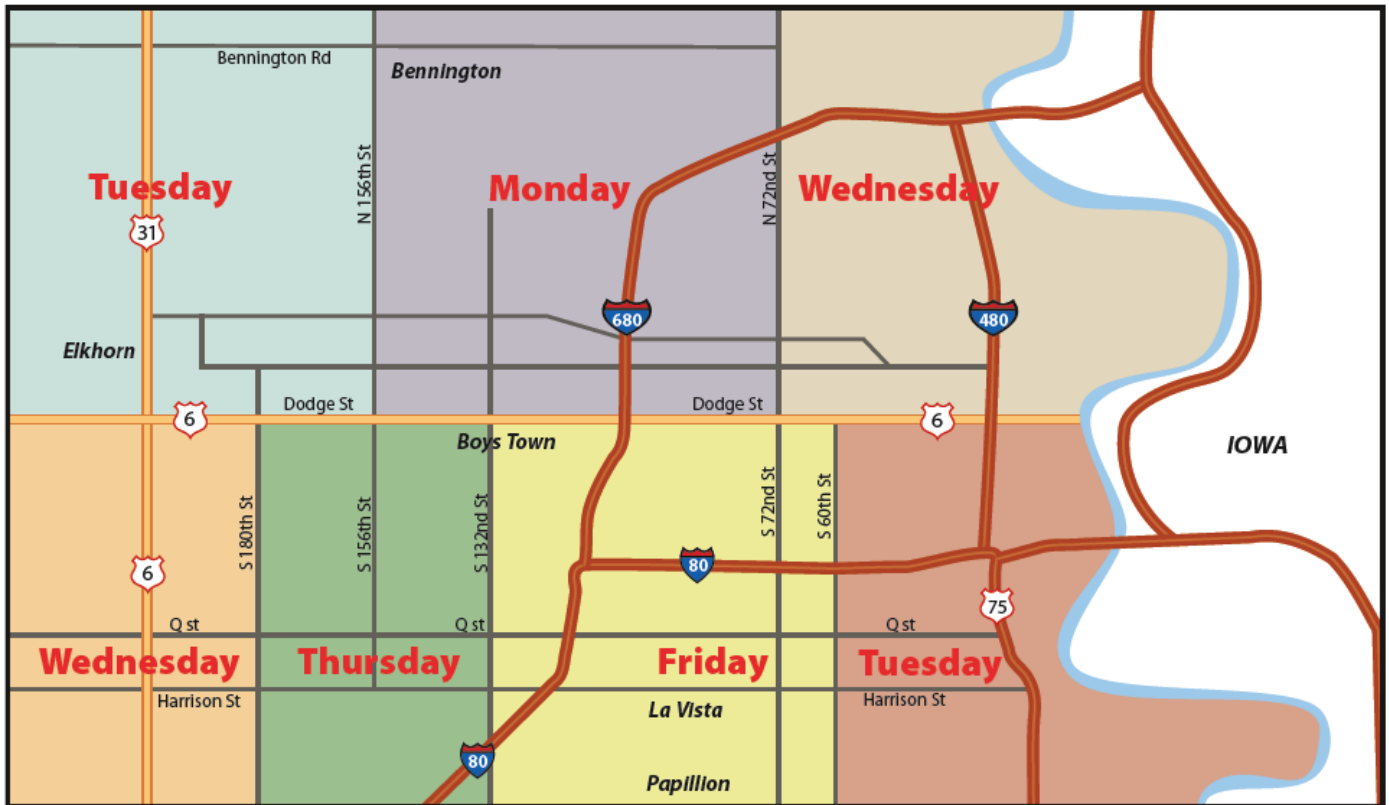 Bennington Rd
Bennington
N 156th St
N 72nd St
Tuesday
Monday
Wednesday
31
680
480
Elkhorn
Dodge St
Dodge St
6
6
Boys Town
IOWA
S 180th St
S 156th St
S 132nd St
S 72nd St
S 60th St
6
80
75
Q st
Q st
Q st
Wednesday
Thursday
Friday
Tuesday
Harrison St
Harrison St
La Vista
80
Papillion